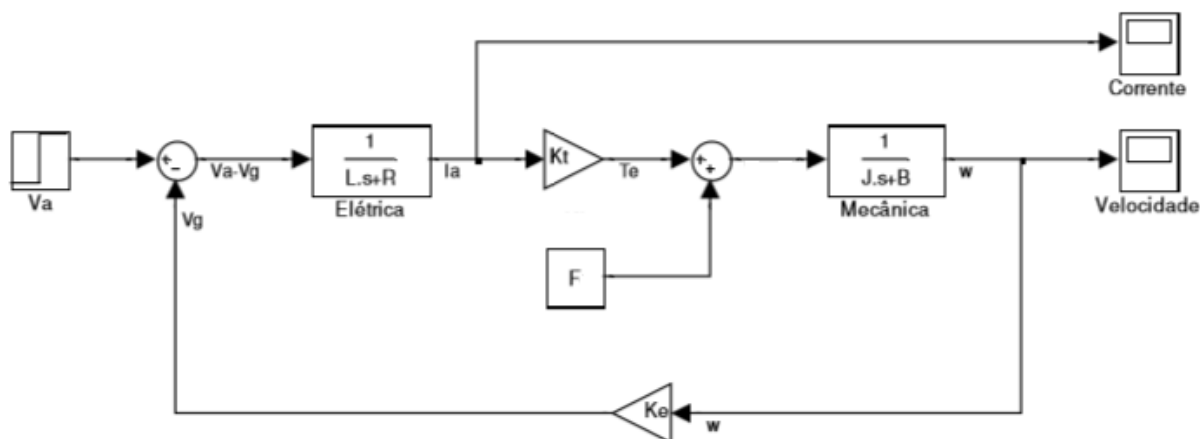 Corrente
+
−
Va-Vg
1
L.s+R
Ia
Kt
Te
+
+
1
J.s+B
w
Va
Vg
Elétrica
Mecânica
Velocidade
F
Ke
w